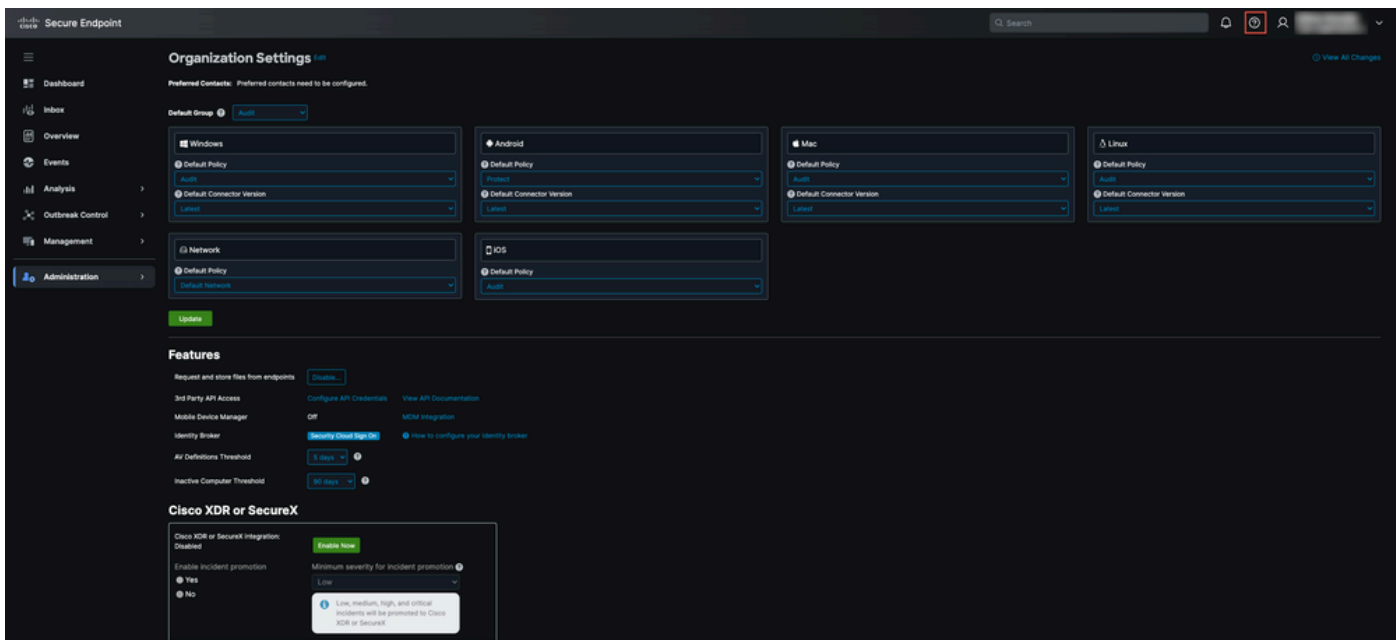 cisco Secure Endpoint
Search
Dashboard
Inbox
Overview
Events
Analysis
Outbreak Control
Management
Administration
Organization Settings Edit
View All Changes
Preferred Contacts: Preferred contacts need to be configured.
Default Group Audit
Windows
Default Policy
Audit
Default Connector Version
Latest
Android
Default Policy
Protect
Default Connector Version
Latest
Mac
Default Policy
Audit
Default Connector Version
Latest
Linux
Default Policy
Audit
Default Connector Version
Latest
Network
Default Policy
Default Network
iOS
Default Policy
Audit
Update
Features
Request and store files from endpoints Disable...
3rd Party API Access Configure API Credentials View API Documentation
Mobile Device Manager Off MDM Integration
Identity Broker Security Cloud Sign On How to configure your identity broker
AV Definitions Threshold 5 days
Inactive Computer Threshold 90 days
Cisco XDR or SecureX
Cisco XDR or SecureX integration:
Disabled
Enable Now
Enable incident promotion
Yes
No
Minimum severity for incident promotion
Low
Low, medium, high, and critical
incidents will be promoted to Cisco
XDR or SecureX